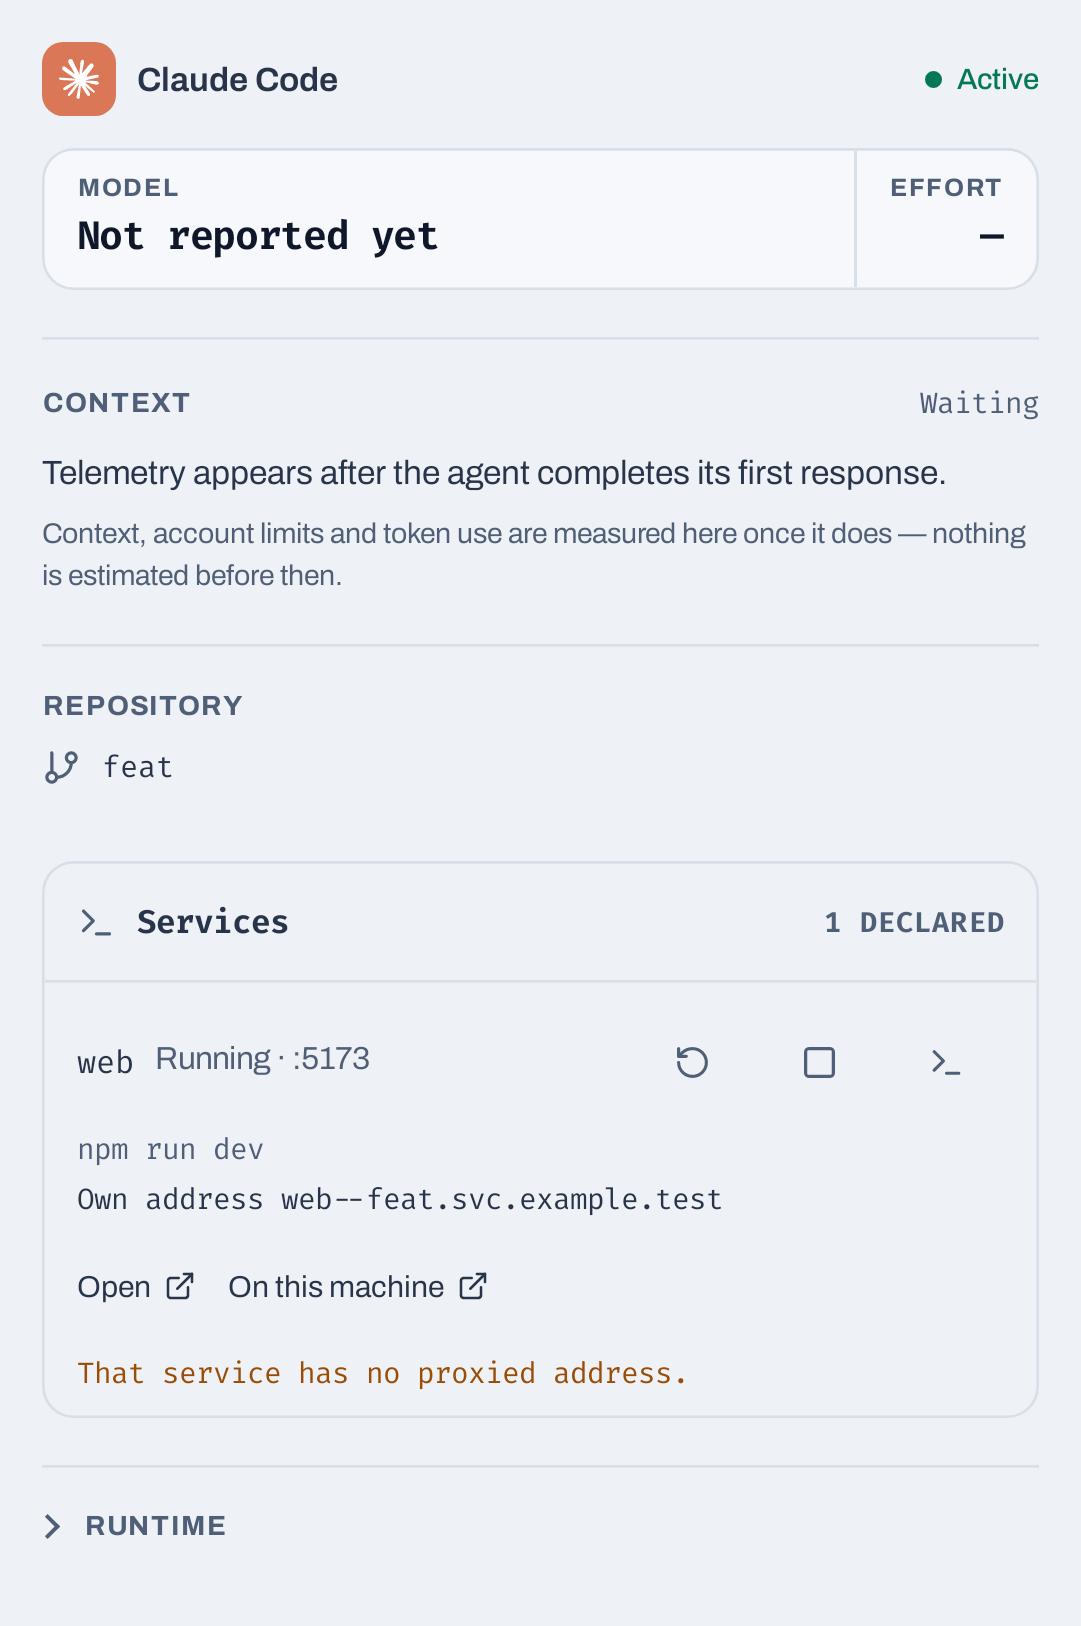 Claude Code
Active
MODEL
EFFORT
Not reported yet
—
CONTEXT
Waiting
Telemetry appears after the agent completes its first response.
Context, account limits and token use are measured here once it does — nothing
is estimated before then.
REPOSITORY
feat
Services
1 DECLARED
web Running · :5173
npm run dev
Own address web--feat.svc.example.test
Open On this machine
That service has no proxied address.
RUNTIME